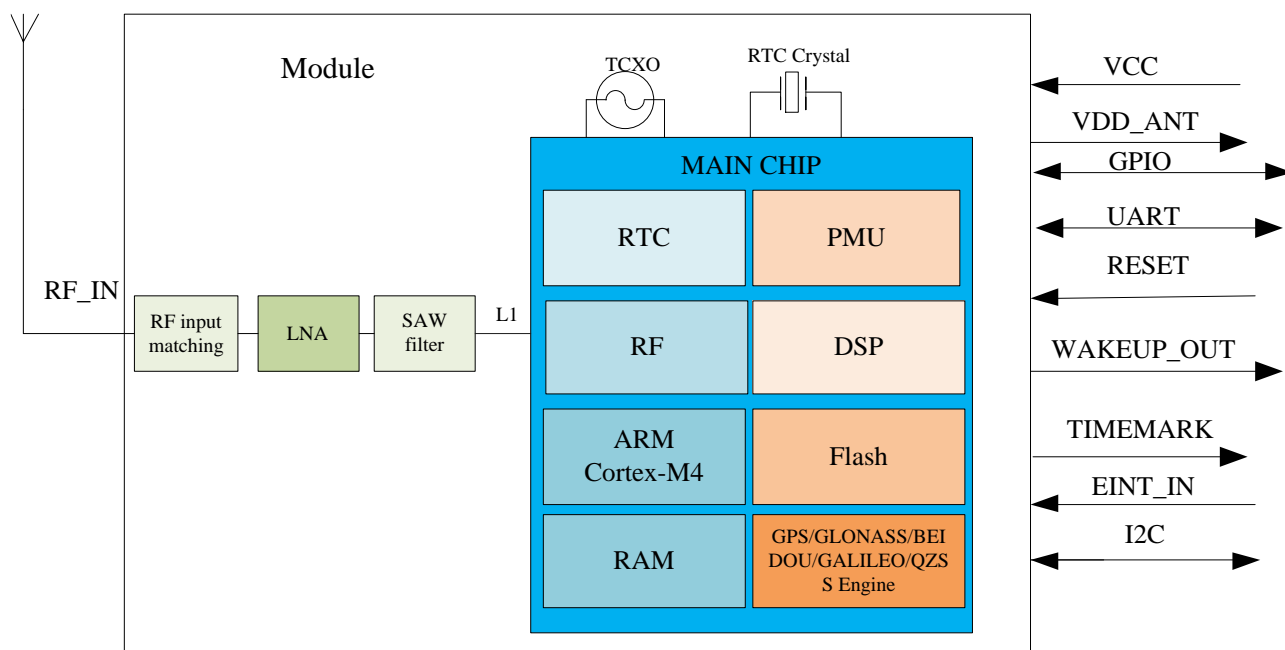 Module
TCXO
RTC Crystal
MAIN CHIP
RTC
PMU
RF
DSP
ARM
Cortex-M4
Flash
RAM
GPS/GLONASS/BEI
DOU/GALILEO/QZS
S Engine
RF_IN
RF input
matching
LNA
SAW
filter
L1
VCC
VDD_ANT
GPIO
UART
RESET
WAKEUP_OUT
TIMEMARK
EINT_IN
I2C